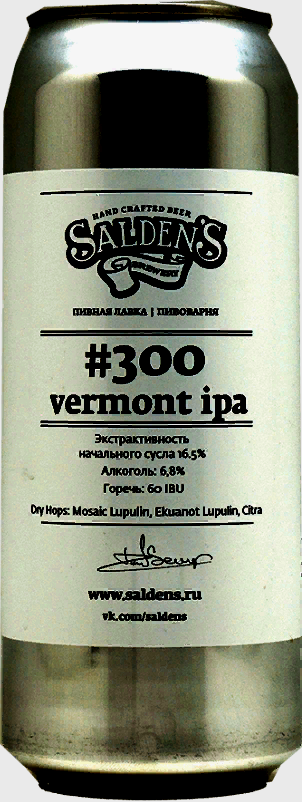 HAND CRAFTED BEER
SALDEN'S
BREWERY
ПИВНАЯ ЛАВКА | ПИВОВАРНЯ
#300
vermont ipa
Экстрактивность
начального сусла 16.5%
Алкоголь: 6,8%
Горечь: 60 IBU
Dry Hops: Mosaic Lupulin, Ekuanot Lupulin, Citra
www.saldens.ru
vk.com/saldens